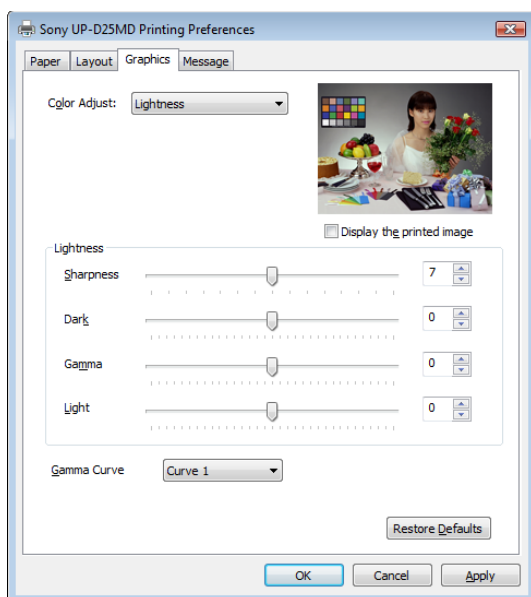 Sony UP-D25MD Printing Preferences
Paper Layout Graphics Message
Color Adjust: Lightness
Display the printed image
Lightness
Sharpness 7
Dark 0
Gamma 0
Light 0
Gamma Curve Curve 1
Restore Defaults
OK Cancel Apply